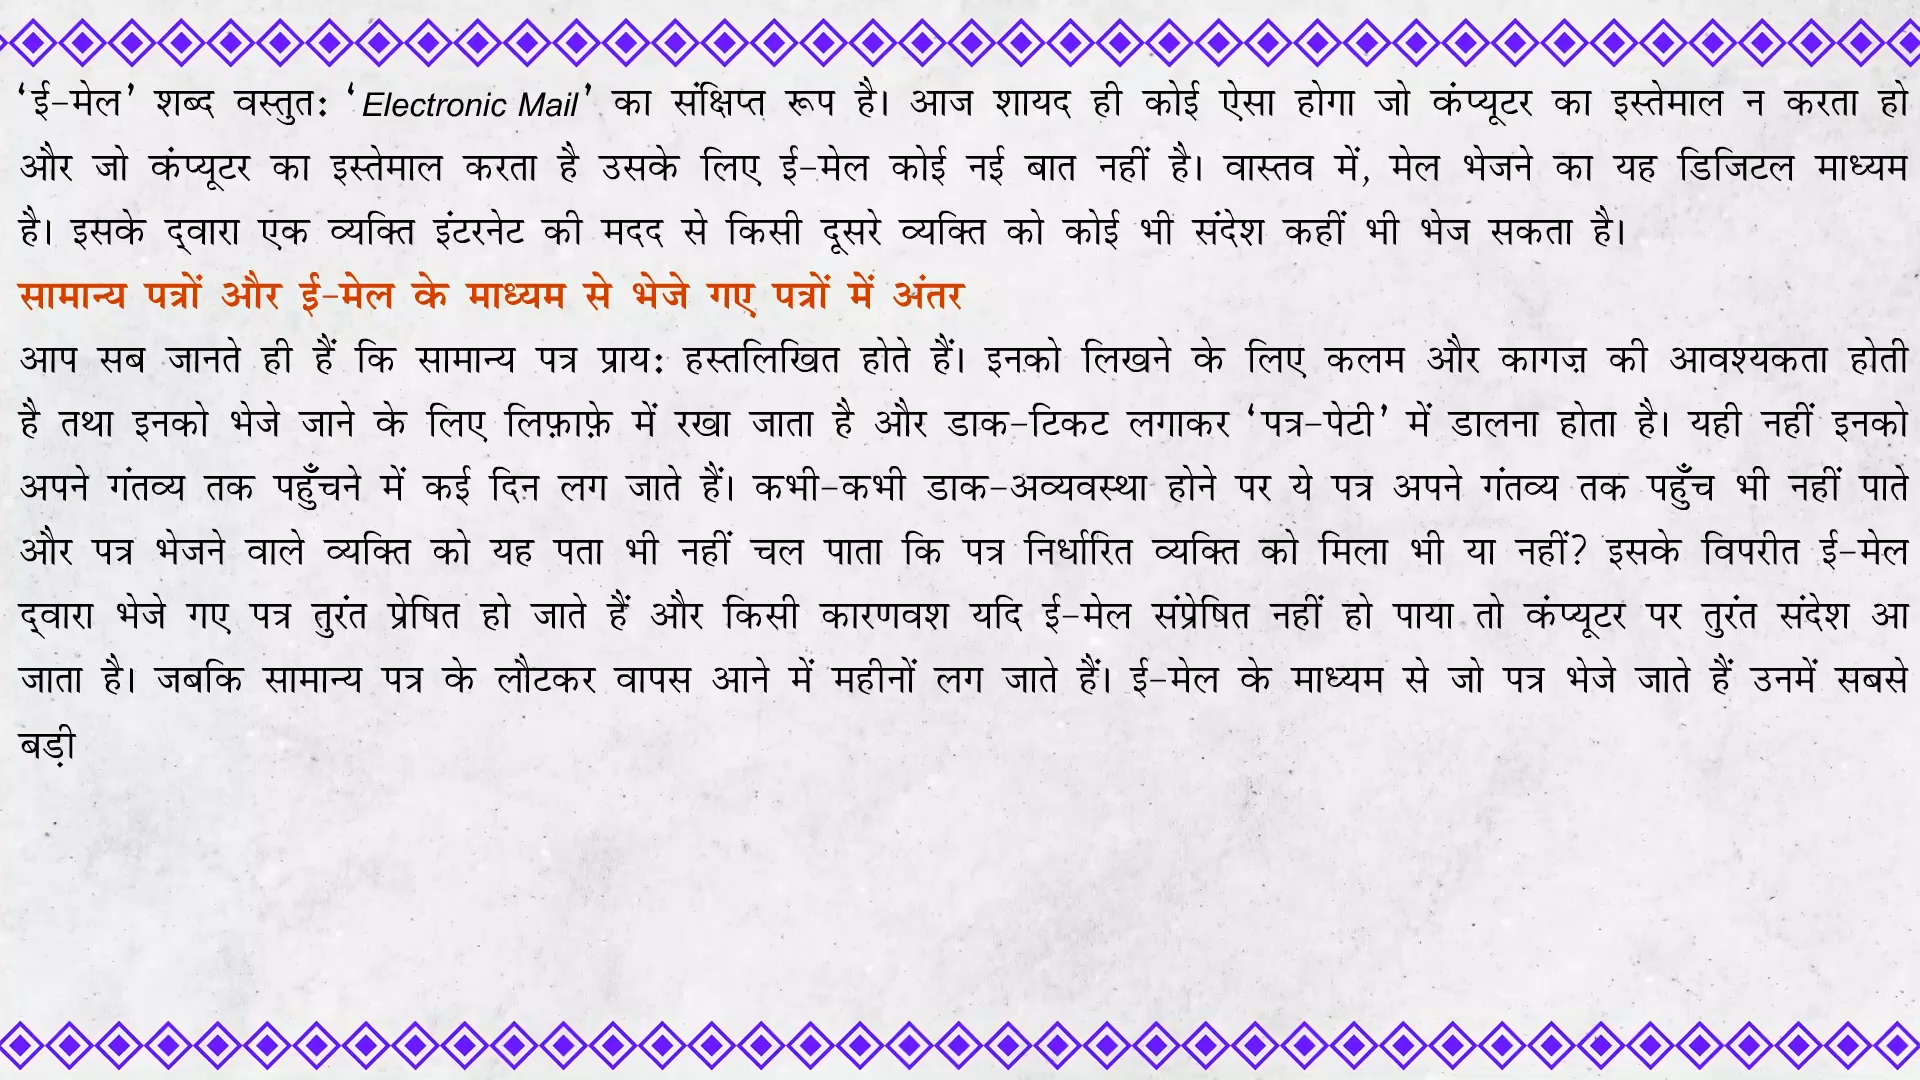 ‘ई-मेल’ शब्द वस्तुतः ‘Electronic Mail’ का संक्षिप्त रूप है। आज शायद ही कोई ऐसा होगा जो कंप्यूटर का इस्तेमाल न करता हो
और जो कंप्यूटर का इस्तेमाल करता है उसके लिए ई-मेल कोई नई बात नहीं है। वास्तव में, मेल भेजने का यह डिजिटल माध्यम
है। इसके द्वारा एक व्यक्ति इंटरनेट की मदद से किसी दूसरे व्यक्ति को कोई भी संदेश कहीं भी भेज सकता है।
सामान्य पत्रों और ई-मेल के माध्यम से भेजे गए पत्रों में अंतर
आप सब जानते ही हैं कि सामान्य पत्र प्रायः हस्तलिखित होते हैं। इनको लिखने के लिए कलम और कागज़ की आवश्यकता होती
है तथा इनको भेजे जाने के लिए लिफ़ाफ़े में रखा जाता है और डाक-टिकट लगाकर ‘पत्र-पेटी’ में डालना होता है। यही नहीं इनको
अपने गंतव्य तक पहुँचने में कई दिन लग जाते हैं। कभी-कभी डाक-अव्यवस्था होने पर ये पत्र अपने गंतव्य तक पहुँच भी नहीं पाते
और पत्र भेजने वाले व्यक्ति को यह पता भी नहीं चल पाता कि पत्र निर्धारित व्यक्ति को मिला भी या नहीं? इसके विपरीत ई-मेल
द्वारा भेजे गए पत्र तुरंत प्रेषित हो जाते हैं और किसी कारणवश यदि ई-मेल संप्रेषित नहीं हो पाया तो कंप्यूटर पर तुरंत संदेश आ
जाता है। जबकि सामान्य पत्र के लौटकर वापस आने में महीनों लग जाते हैं। ई-मेल के माध्यम से जो पत्र भेजे जाते हैं उनमें सबसे
बड़ी